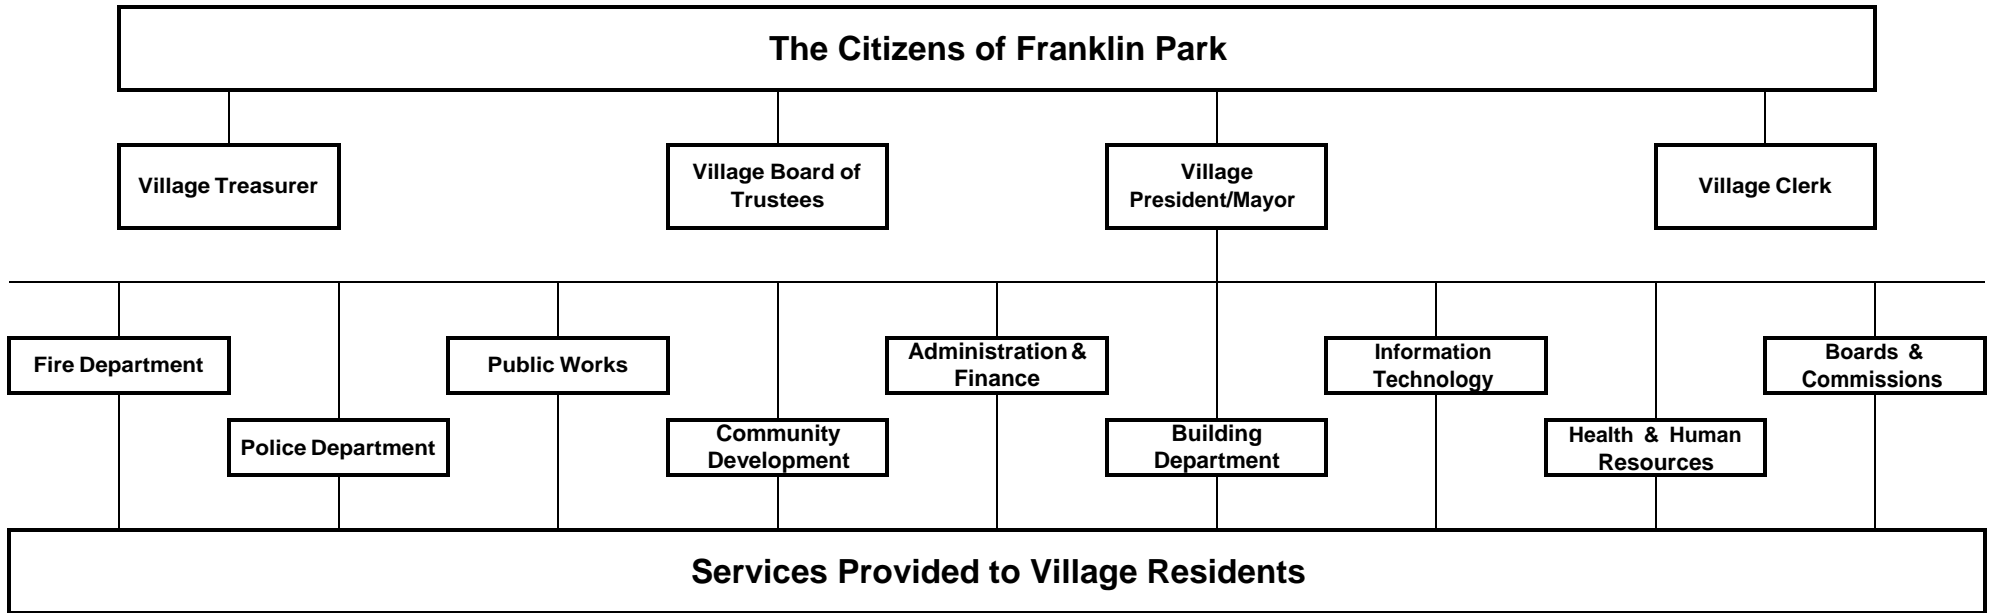 The Citizens of Franklin Park
Village Treasurer
Village Board of
Trustees
Village
President/Mayor
Village Clerk
Fire Department
Public Works
Administration &
Finance
Information
Technology
Boards &
Commissions
Police Department
Community
Development
Building
Department
Health & Human
Resources
Services Provided to Village Residents